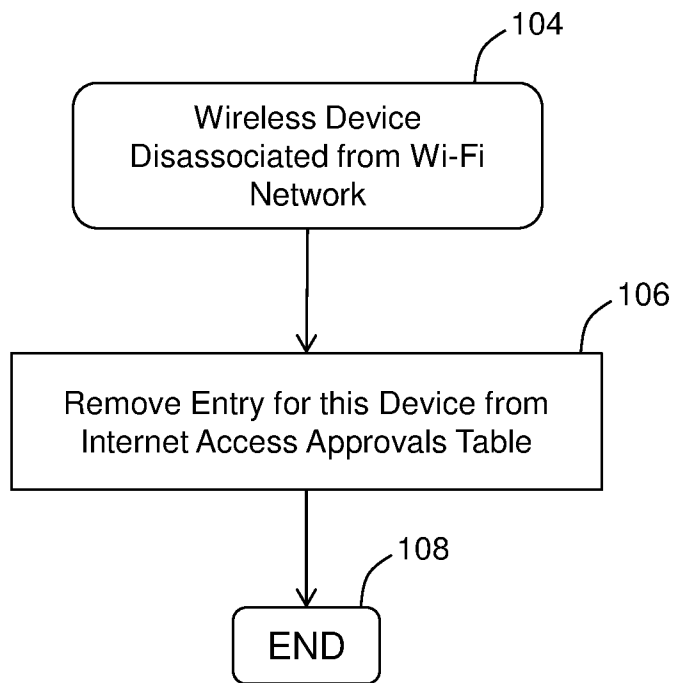 104
Wireless Device
Disassociated from Wi-Fi
Network
106
Remove Entry for this Device from
Internet Access Approvals Table
108
END